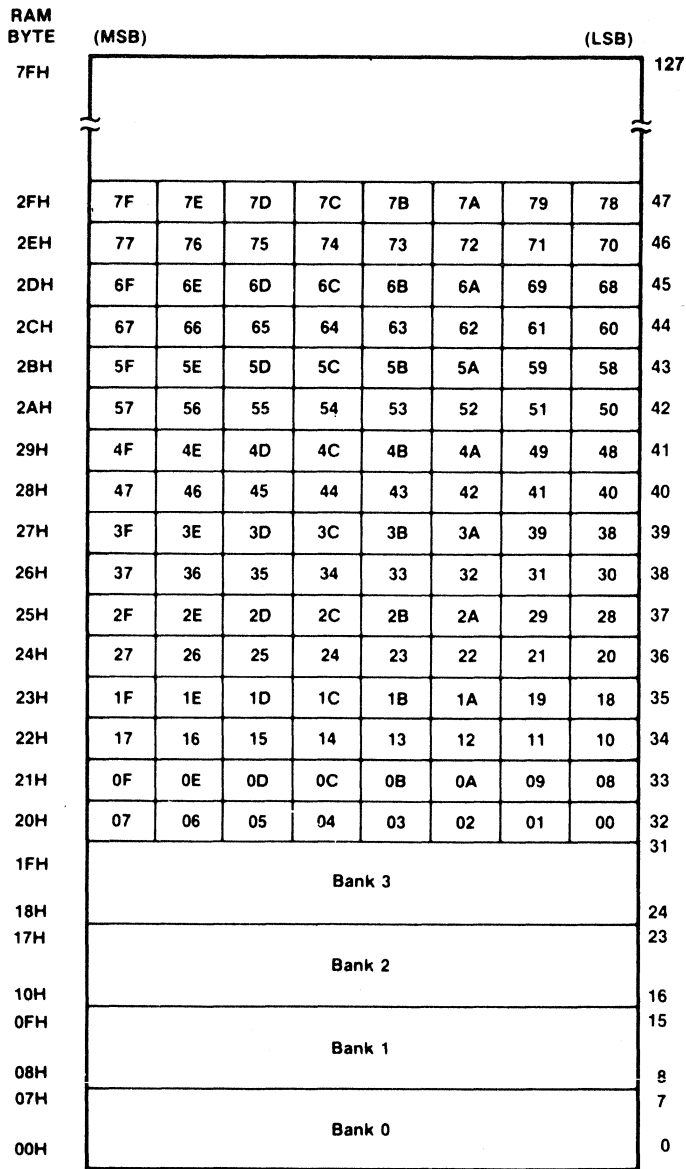 RAM
BYTE (MSB) (LSB)
7FH 127
2FH 7F 7E 7D 7C 7B 7A 79 78 47
2EH 77 76 75 74 73 72 71 70 46
2DH 6F 6E 6D 6C 6B 6A 69 68 45
2CH 67 66 65 64 63 62 61 60 44
2BH 5F 5E 5D 5C 5B 5A 59 58 43
2AH 57 56 55 54 53 52 51 50 42
29H 4F 4E 4D 4C 4B 4A 49 48 41
28H 47 46 45 44 43 42 41 40 40
27H 3F 3E 3D 3C 3B 3A 39 38 39
26H 37 36 35 34 33 32 31 30 38
25H 2F 2E 2D 2C 2B 2A 29 28 37
24H 27 26 25 24 23 22 21 20 36
23H 1F 1E 1D 1C 1B 1A 19 18 35
22H 17 16 15 14 13 12 11 10 34
21H 0F 0E 0D 0C 0B 0A 09 08 33
20H 07 06 05 04 03 02 01 00 32
31
1FH
Bank 3
18H 24
17H 23
Bank 2
10H 16
0FH 15
Bank 1
08H 8
07H 7
Bank 0
00H 0